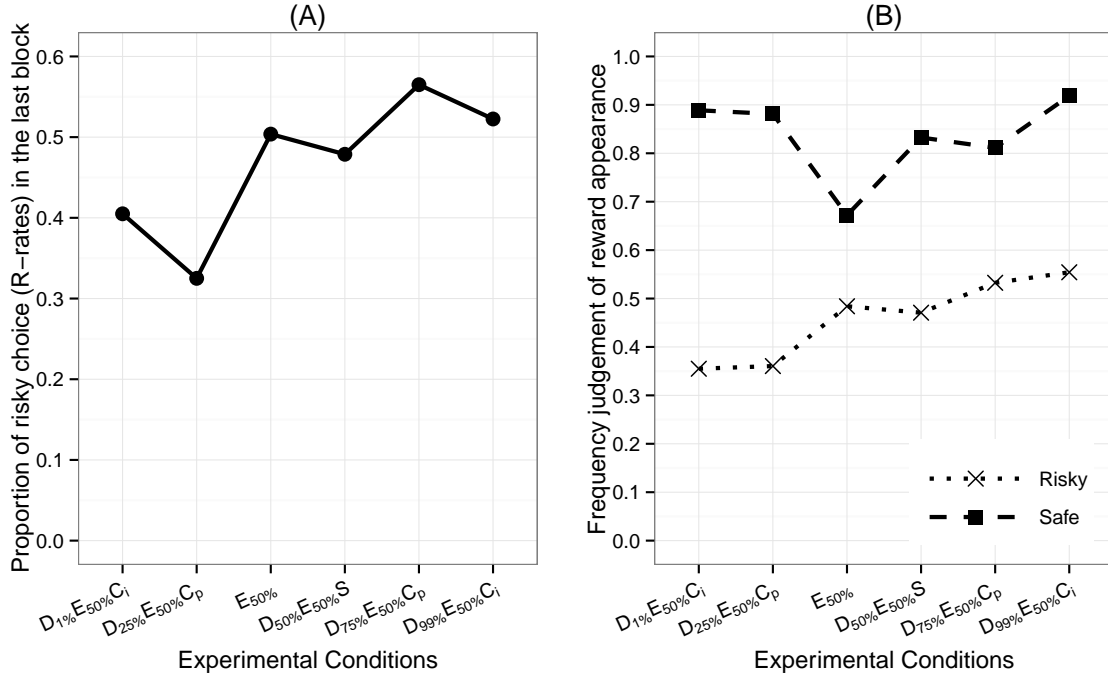 (A)
Proportion of risky choice (R−rates) in the last block
0.6
0.5
0.4
0.3
0.2
0.1
0.0
D1%E50%Ci
D25%E50%Cp
E50%
D50%E50%S
D75%E50%Cp
D99%E50%Ci
Experimental Conditions
(B)
Frequency judgement of reward appearance
1.0
0.9
0.8
0.7
0.6
0.5
0.4
0.3
0.2
0.1
0.0
Risky
Safe
D1%E50%Ci
D25%E50%Cp
E50%
D50%E50%S
D75%E50%Cp
D99%E50%Ci
Experimental Conditions